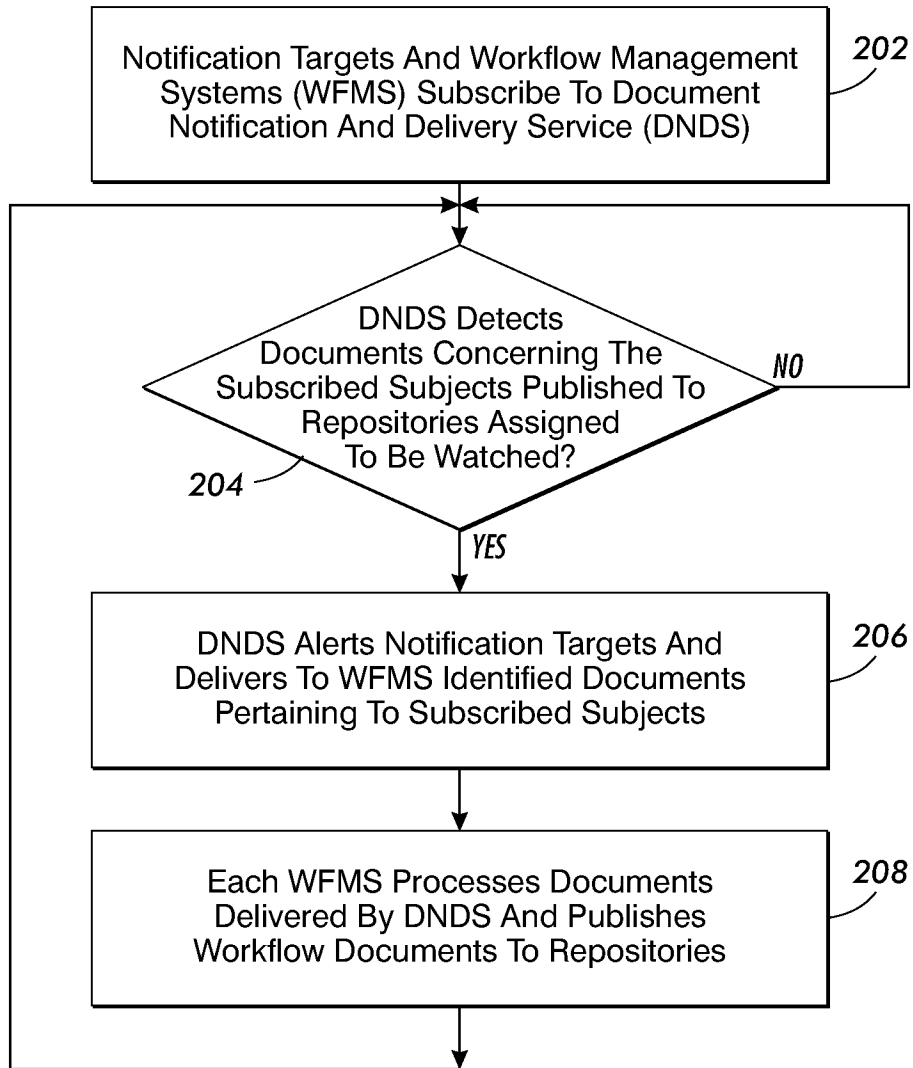 Notification Targets And Workflow Management
Systems (WFMS) Subscribe To Document
Notification And Delivery Service (DNDS)
202
DNDS Detects
Documents Concerning The
Subscribed Subjects Published To
Repositories Assigned
To Be Watched?
NO
204
YES
DNDS Alerts Notification Targets And
Delivers To WFMS Identified Documents
Pertaining To Subscribed Subjects
206
Each WFMS Processes Documents
Delivered By DNDS And Publishes
Workflow Documents To Repositories
208